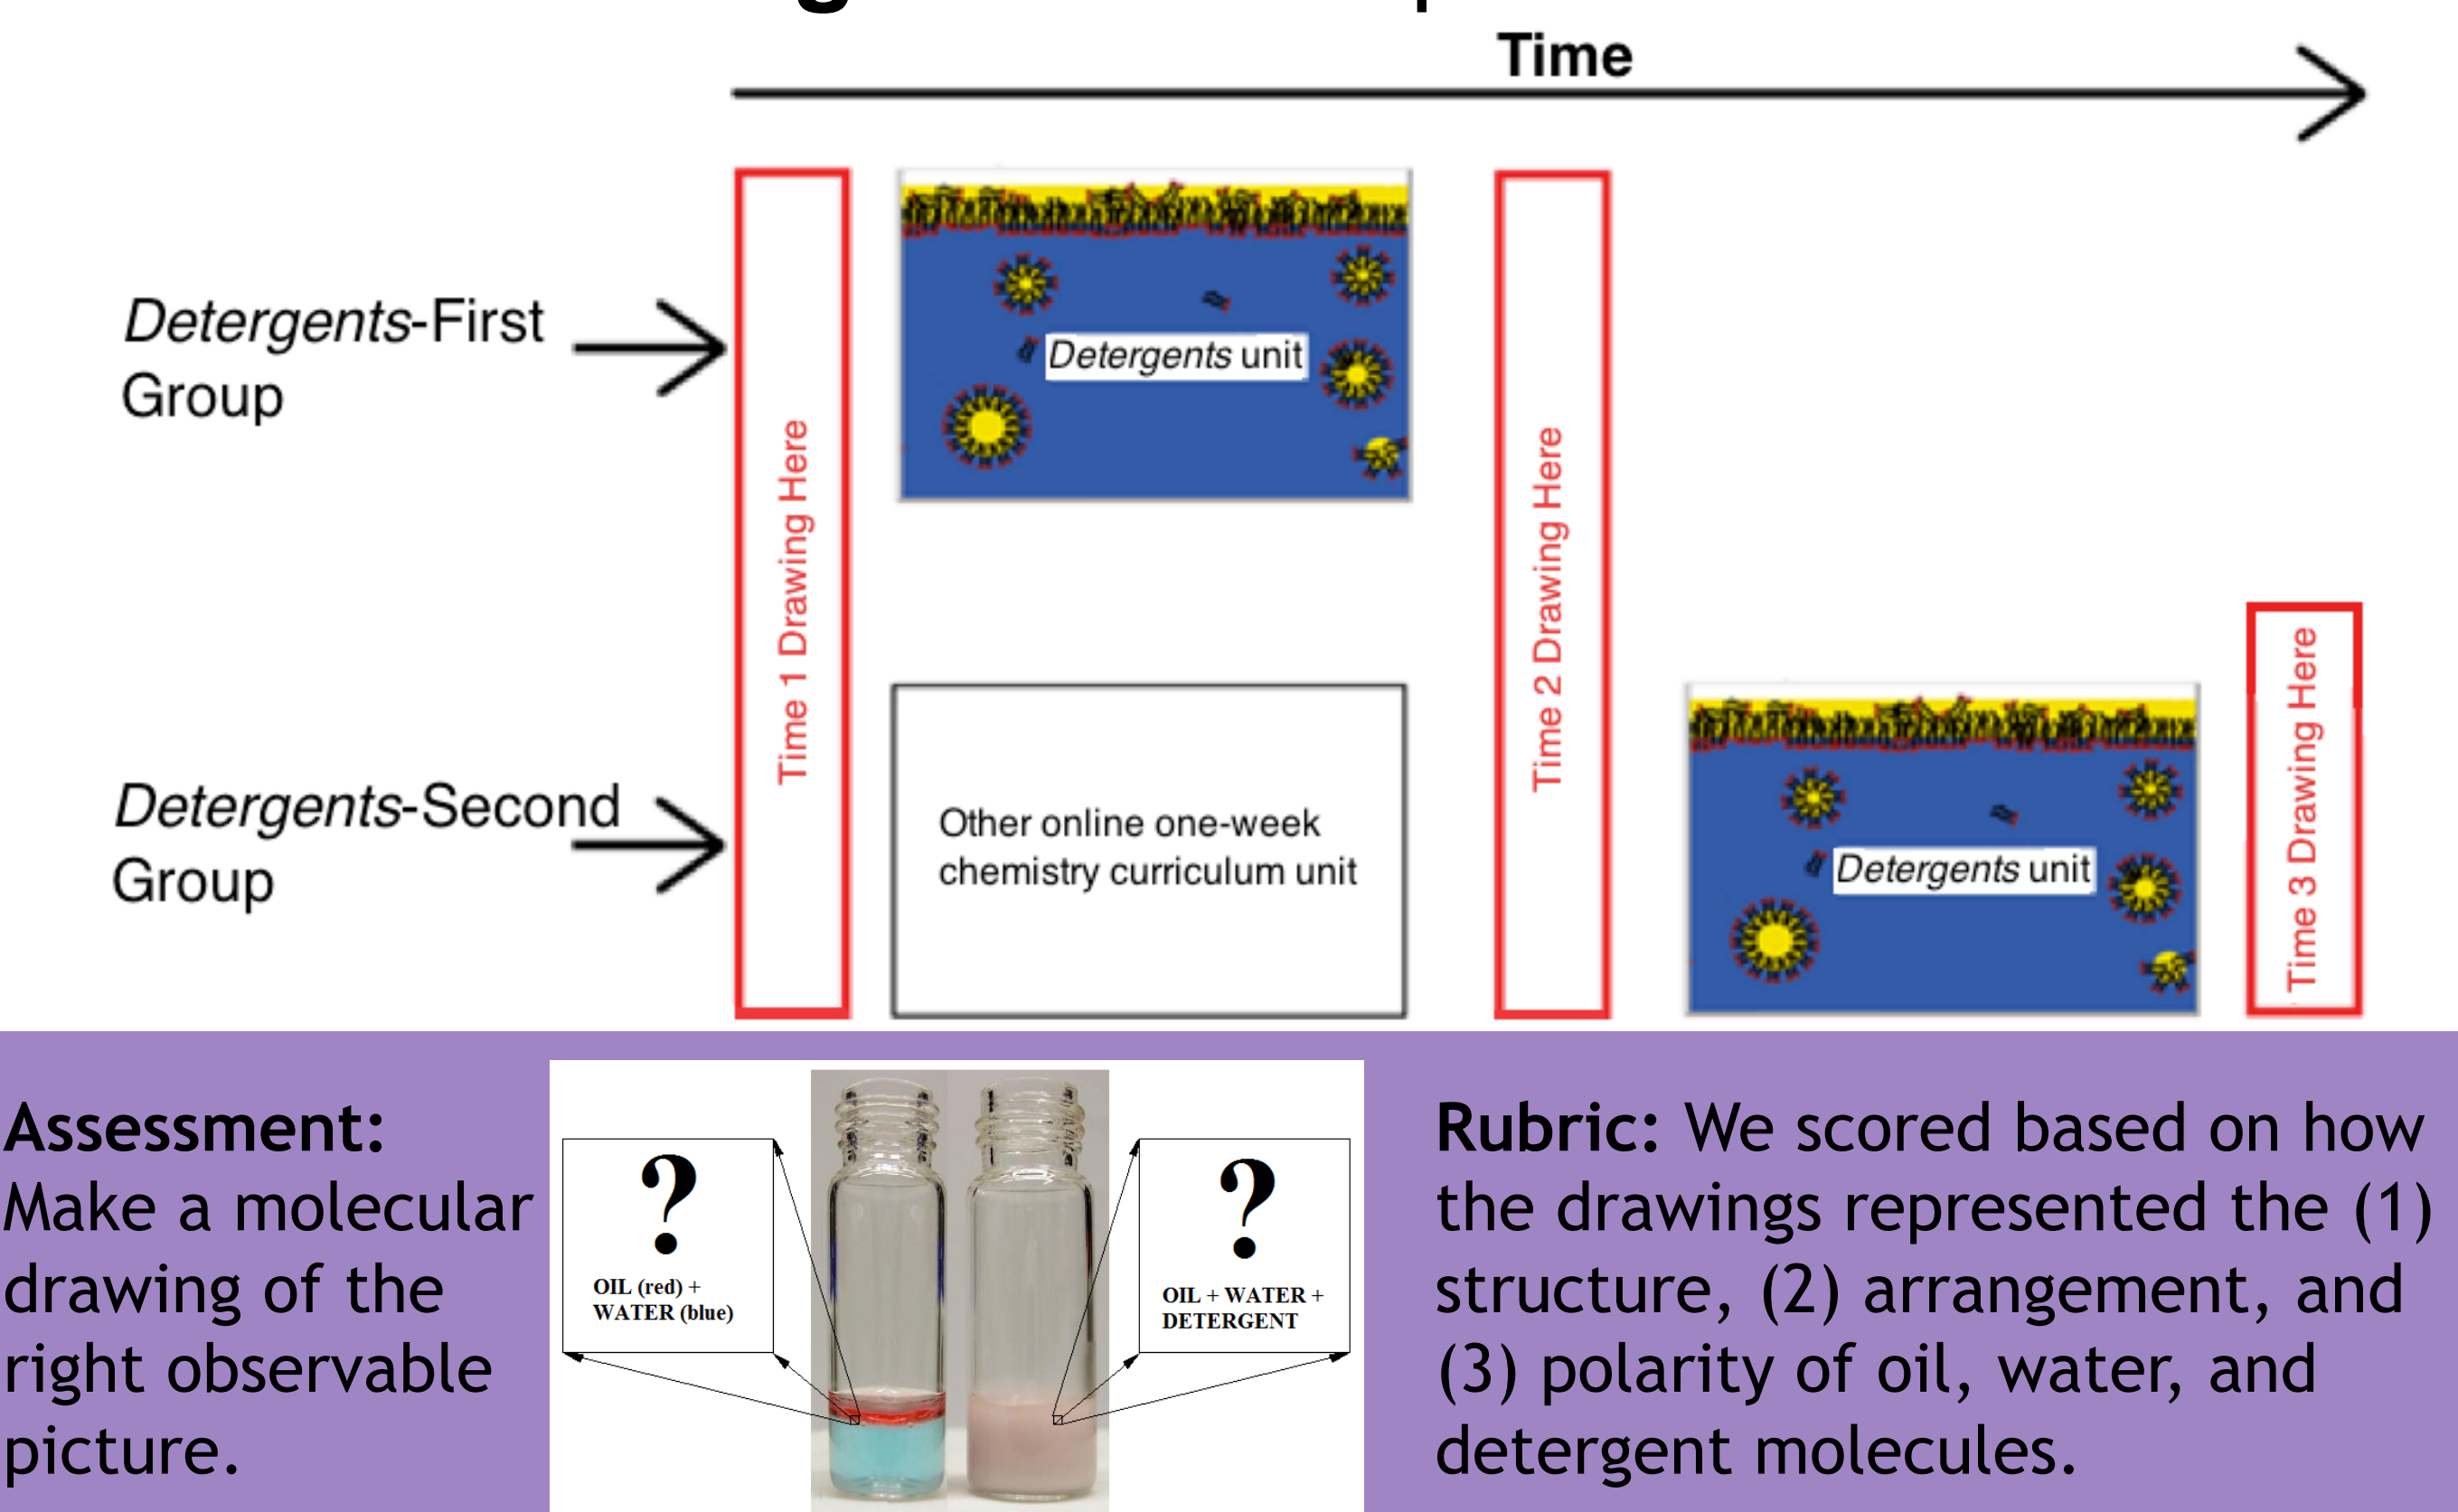 Time
Detergents-First
Group
Time 1 Drawing Here
Detergents unit
Time 2 Drawing Here
Detergents-Second
Group
Other online one-week
chemistry curriculum unit
Detergents unit
Time 3 Drawing Here
Assessment:
Make a molecular
drawing of the
right observable
picture.
?
OIL (red) +
WATER (blue)
?
OIL + WATER +
DETERGENT
Rubric: We scored based on how
the drawings represented the (1)
structure, (2) arrangement, and
(3) polarity of oil, water, and
detergent molecules.